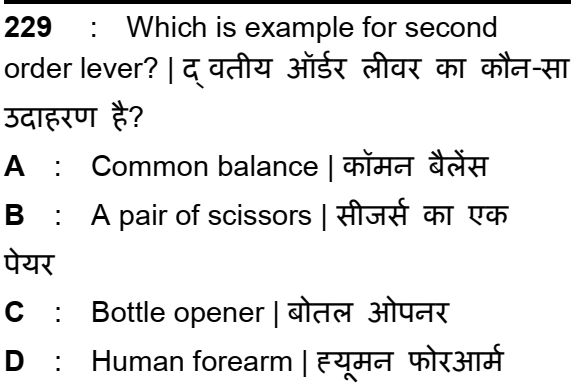 229 : Which is example for second
order lever? | द् वतीय ऑर्डर लीवर का कौन-सा
उदाहरण है?
A : Common balance | कॉमन बैलेंस
B : A pair of scissors | सीजर्स का एक
पेयर
C : Bottle opener | बोतल ओपनर
D : Human forearm | ह्यूमन फोरआर्म